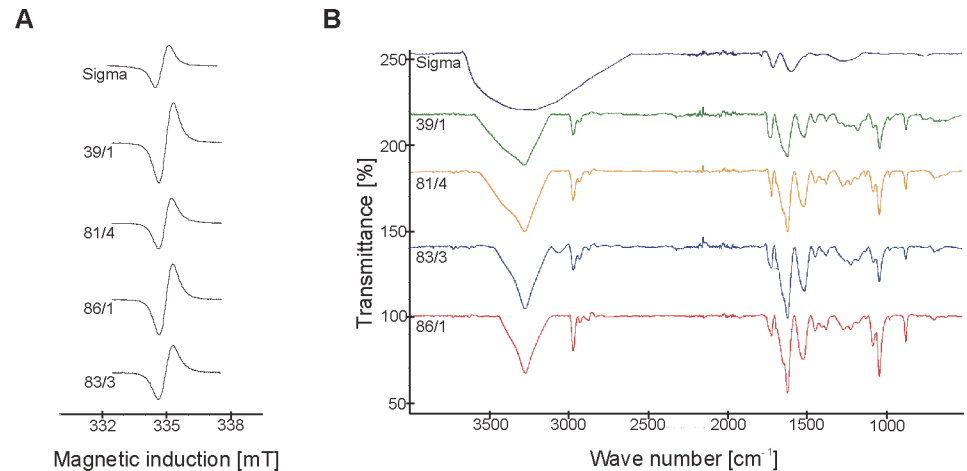 A
Sigma
39/1
81/4
86/1
83/3
332 335 338
Magnetic induction [mT]
B
Transmittance [%]
250
200
150
100
50
Sigma
39/1
81/4
83/3
86/1
3500 3000 2500 2000 1500 1000
Wave number [cm⁻¹]